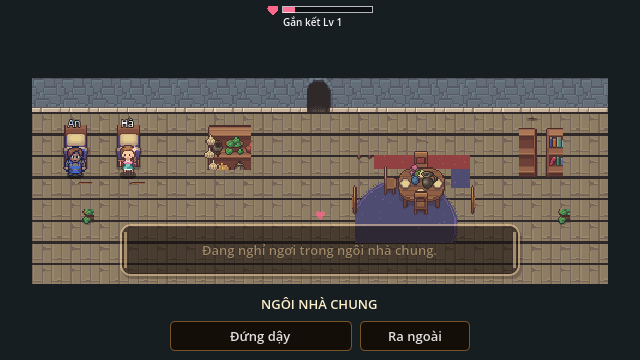 Gắn kết Lv 1
An
Hà
Đang nghỉ ngơi trong ngôi nhà chung.
NGÔI NHÀ CHUNG
Đứng dậy
Ra ngoài